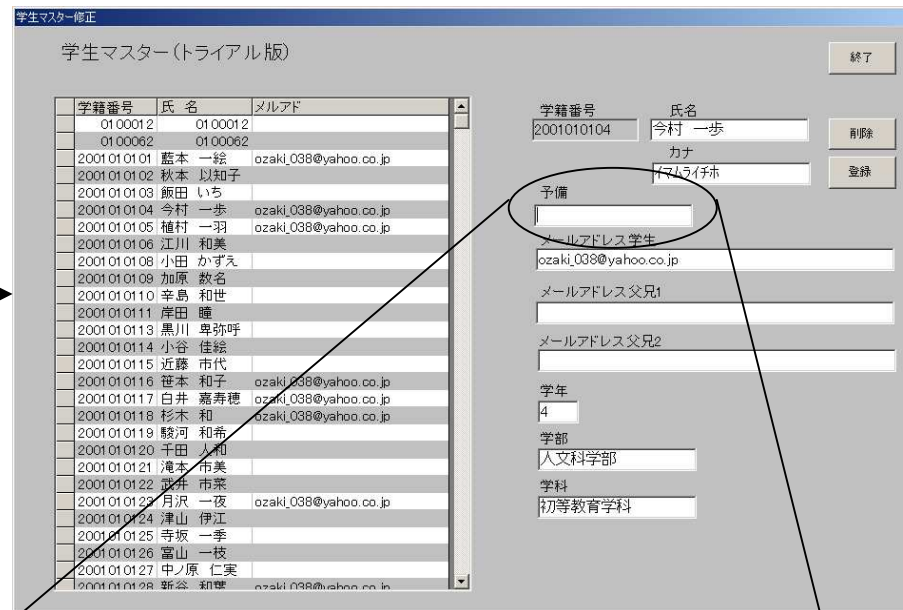 学生マスター修正
学生マスター(トライアル版)
終了
学籍番号 氏 名 メルアド
0100012 0100012
0100062 0100062
2001010101 藍本 一絵 ozaki_038@yahoo.co.jp
2001010102 秋本 以知子
2001010103 飯田 いち
2001010104 今村 一歩 ozaki_038@yahoo.co.jp
2001010105 植村 一羽 ozaki_038@yahoo.co.jp
2001010106 江川 和美
2001010108 小田 かずえ
2001010109 加原 数名
2001010110 辛島 和世
2001010111 岸田 瞳
2001010113 黒川 卑弥呼
2001010114 小谷 佳絵
2001010115 近藤 市代
2001010116 笹本 和子 ozaki_038@yahoo.co.jp
2001010117 白井 嘉寿穂 ozaki_038@yahoo.co.jp
2001010118 杉木 和 ozaki_038@yahoo.co.jp
2001010119 駿河 和希
2001010120 千田 人和
2001010121 滝本 市美
2001010122 武井 市菜
2001010123 月沢 一夜 ozaki_038@yahoo.co.jp
2001010124 津山 伊江
2001010125 寺坂 一季
2001010126 富山 一枝
2001010127 中ノ原 仁実
2001010128 新谷 和葉 ozaki_038@yahoo.co.jp
学籍番号 氏名
2001010104 今村 一歩
削除
カナ
イマムライチホ
登録
予備
メールアドレス学生
ozaki_038@yahoo.co.jp
メールアドレス父兄1
メールアドレス父兄2
学年
4
学部
人文科学部
学科
初等教育学科